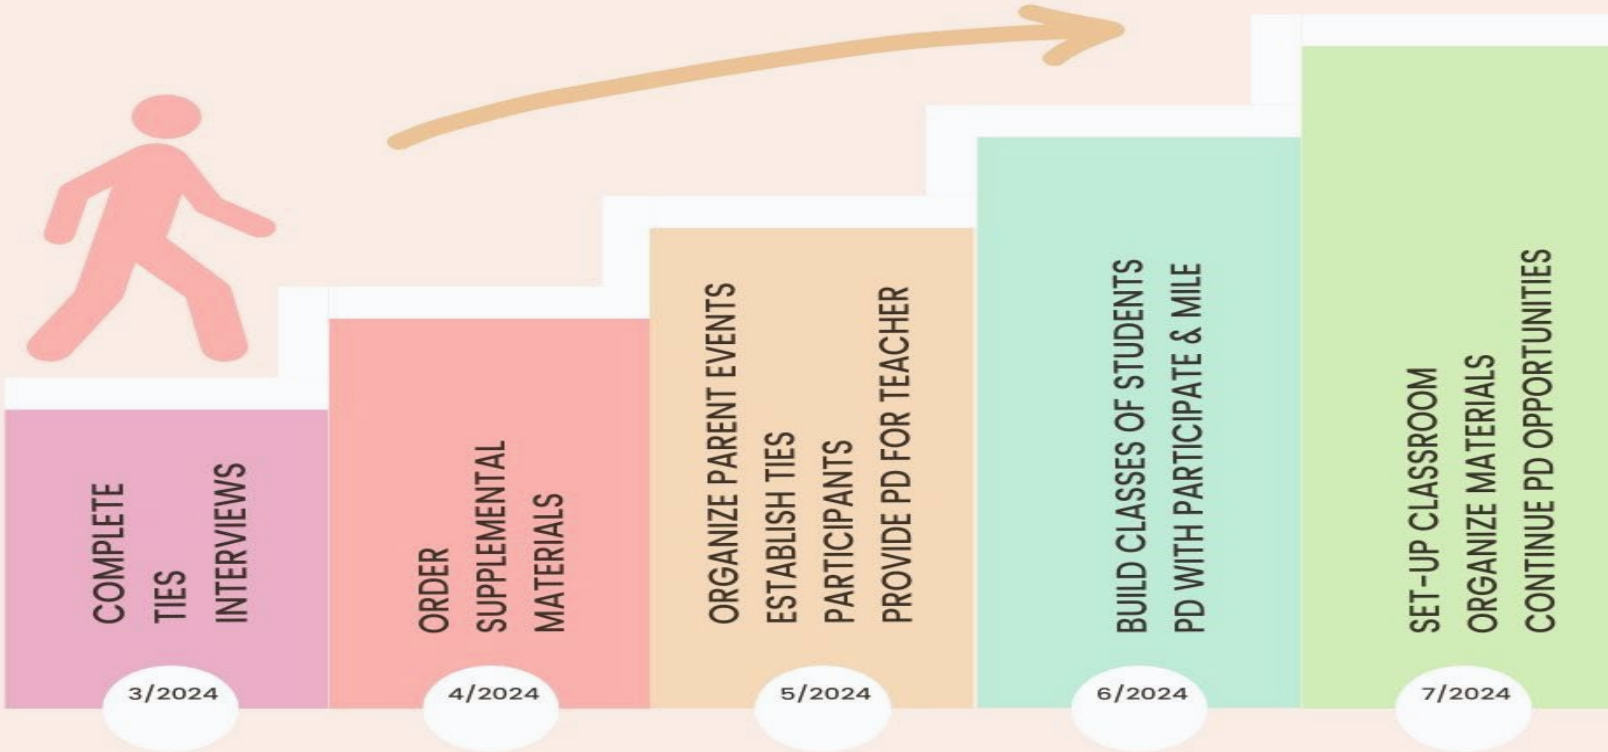 COMPLETE
TIES
INTERVIEWS
3/2024
ORDER
SUPPLEMENTAL
MATERIALS
4/2024
ORGANIZE PARENT EVENTS
ESTABLISH TIES
PARTICIPANTS
PROVIDE PD FOR TEACHER
5/2024
BUILD CLASSES OF STUDENTS
PD WITH PARTICIPATE & MILE
6/2024
SET-UP CLASSROOM
ORGANIZE MATERIALS
CONTINUE PD OPPORTUNITIES
7/2024